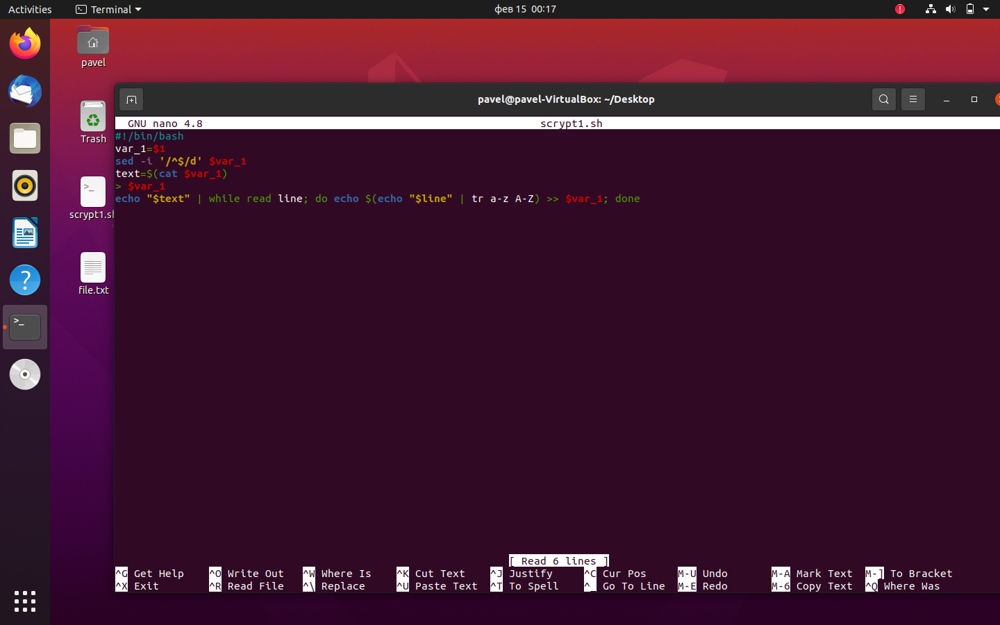 Activities
Terminal
фев 15 00:17
pavel
Trash
scrypt1.sh
file.txt
pavel@pavel-VirtualBox: ~/Desktop
GNU nano 4.8
scrypt1.sh
#!/bin/bash
var_1=$1
sed -i '/^$/d' $var_1
text=$(cat $var_1)
> $var_1
echo "$text" | while read line; do echo $(echo "$line" | tr a-z A-Z) >> $var_1; done
[ Read 6 lines ]
^G Get Help ^O Write Out ^W Where Is ^K Cut Text ^J Justify ^C Cur Pos M-U Undo M-A Mark Text M-] To Bracket
^X Exit ^R Read File ^\ Replace ^U Paste Text ^T To Spell ^_ Go To Line M-E Redo M-6 Copy Text ^Q Where Was